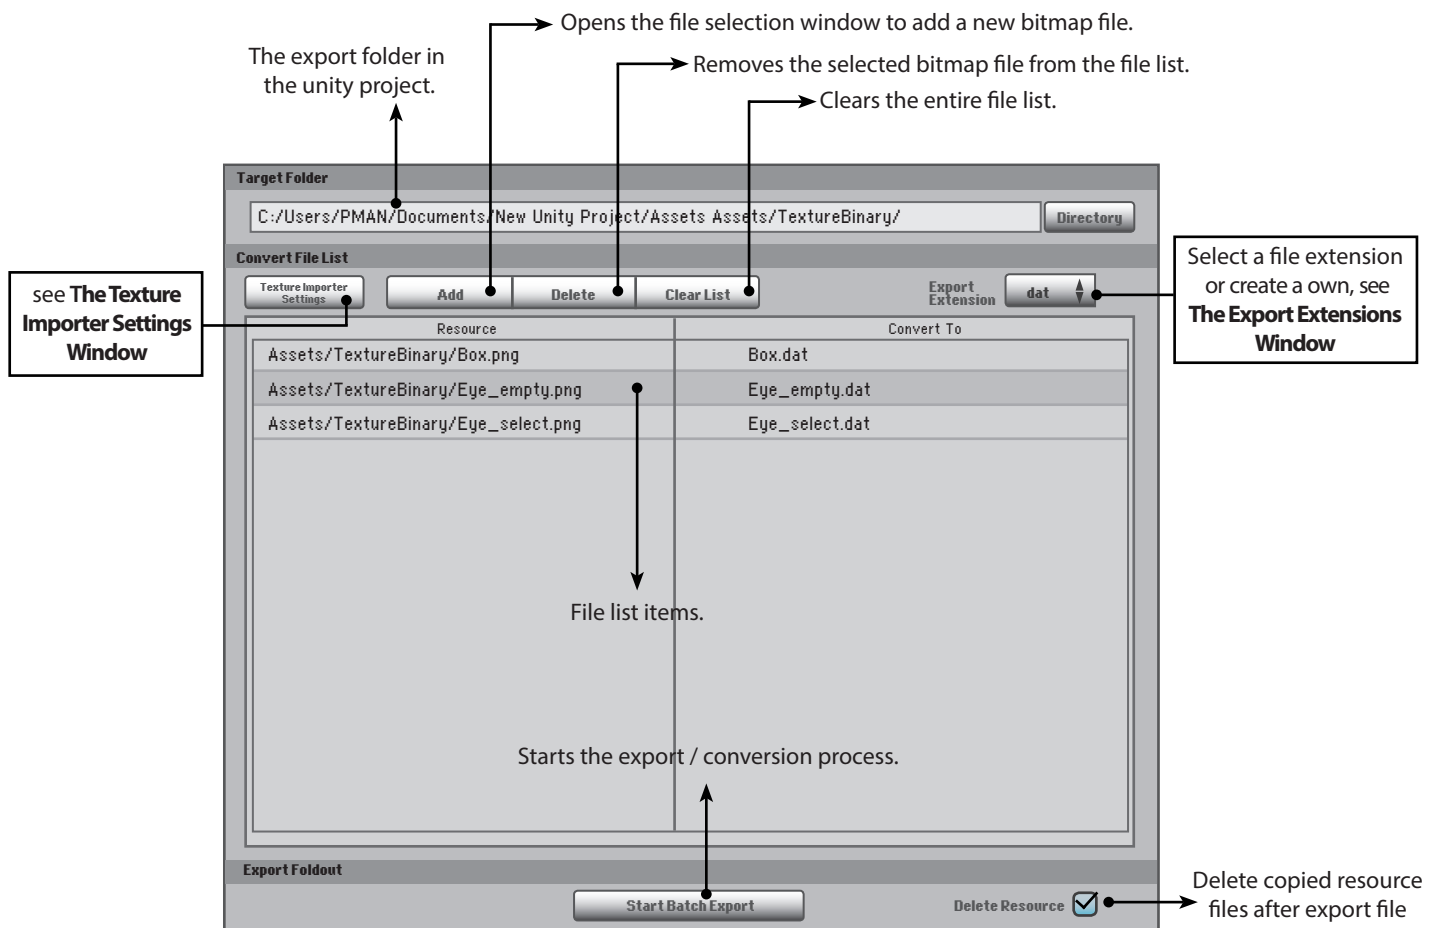 Opens the file selection window to add a new bitmap file.
The export folder in
the unity project.
Removes the selected bitmap file from the file list.
Clears the entire file list.
Target Folder
C:/Users/PMAN/Documents/New Unity Project/Assets Assets/TextureBinary/
Directory
Convert File List
see The Texture
Importer Settings
Window
Texture Importer
Settings
Add
Delete
Clear List
Export
Extension
dat
Select a file extension
or create a own, see
The Export Extensions
Window
Resource
Convert To
Assets/TextureBinary/Box.png
Box.dat
Assets/TextureBinary/Eye_empty.png
Eye_empty.dat
Assets/TextureBinary/Eye_select.png
Eye_select.dat
File list items.
Starts the export / conversion process.
Export Foldout
Start Batch Export
Delete Resource
Delete copied resource
files after export file